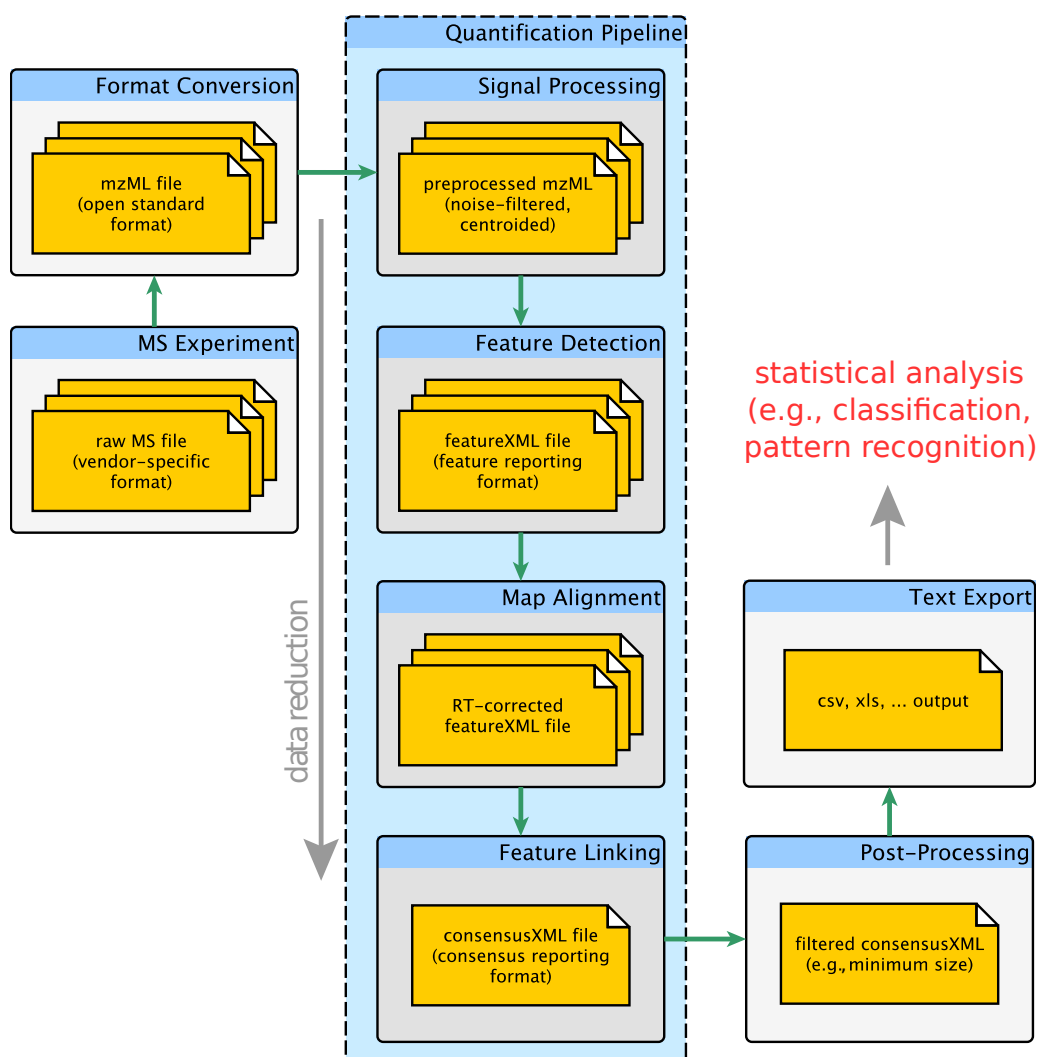 Quantification Pipeline
Format Conversion
mzML file
(open standard
format)
MS Experiment
raw MS file
(vendor-specific
format)
data reduction
Signal Processing
preprocessed mzML
(noise-filtered,
centroided)
Feature Detection
featureXML file
(feature reporting
format)
Map Alignment
RT-corrected
featureXML file
Feature Linking
consensusXML file
(consensus reporting
format)
Post-Processing
filtered consensusXML
(e.g., minimum size)
Text Export
csv, xls, ... output
statistical analysis
(e.g., classification,
pattern recognition)